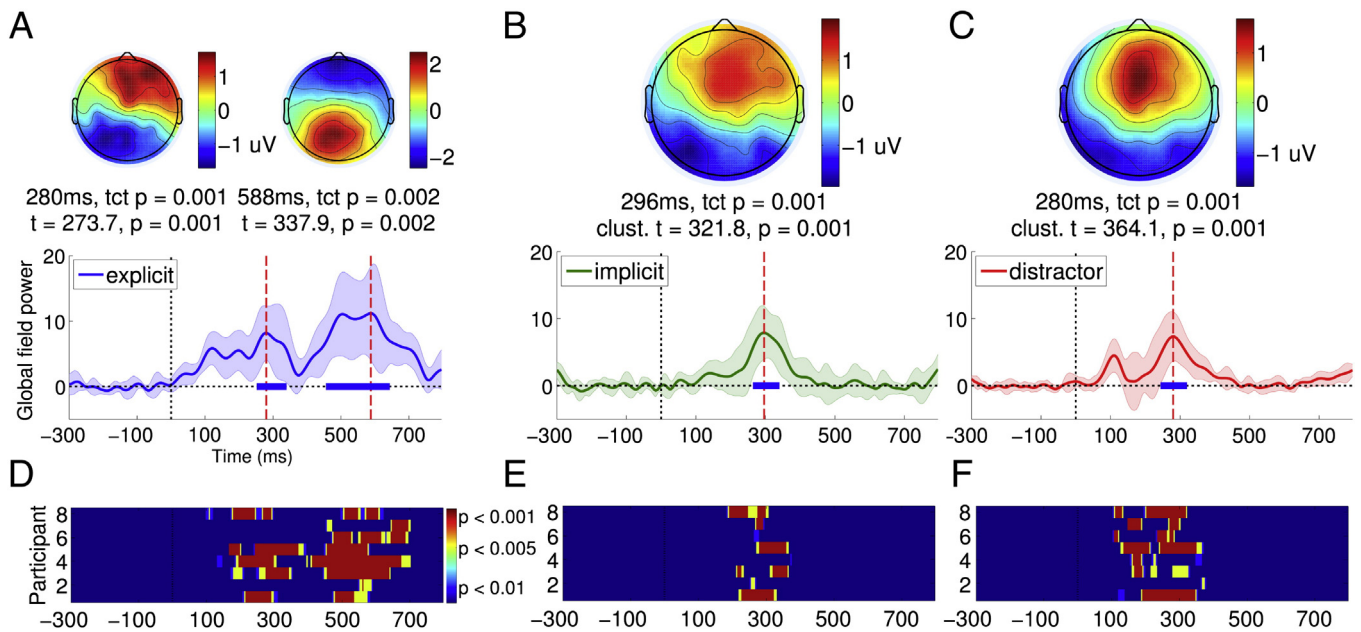 A
B
C
1
0
−1 uV
2
0
−2
1
0
−1 uV
1
0
−1 uV
280ms, tct p = 0.001
t = 273.7, p = 0.001
588ms, tct p = 0.002
t = 337.9, p = 0.002
296ms, tct p = 0.001
clust. t = 321.8, p = 0.001
280ms, tct p = 0.001
clust. t = 364.1, p = 0.001
Global field power
20
10
0
explicit
−300 −100 100 300 500 700
Time (ms)
20
10
0
implicit
−300 −100 100 300 500 700
20
10
0
distractor
−300 −100 100 300 500 700
D
Participant
8
6
4
2
−300 −100 100 300 500 700
p < 0.001
p < 0.005
p < 0.01
E
8
6
4
2
−300 −100 100 300 500 700
F
8
6
4
2
−300 −100 100 300 500 700